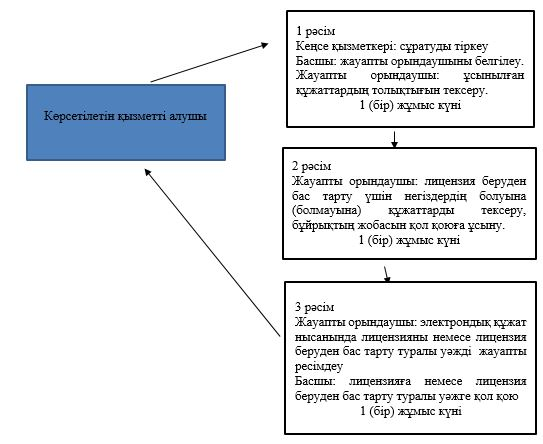 1 рәсім
Кеңсе қызметкері: сұратуды тіркеу
Басшы: жауапты орындаушыны белгілеу.
Жауапты орындаушы: ұсынылған
құжаттардың толықтығын тексеру.
1 (бір) жұмыс күні
Көрсетілетін қызметті алушы
2 рәсім
Жауапты орындаушы: лицензия беруден
бас тарту үшін негіздердің болуына
(болмауына) құжаттарды тексеру,
бұйрықтың жобасын қол қоюға ұсыну.
1 (бір) жұмыс күні
3 рәсім
Жауапты орындаушы: электрондық құжат
нысанында лицензияны немесе лицензия
беруден бас тарту туралы уәжді жауапты
ресімдеу
Басшы: лицензияға немесе лицензия
беруден бас тарту туралы уәжге қол қою
1 (бір) жұмыс күні